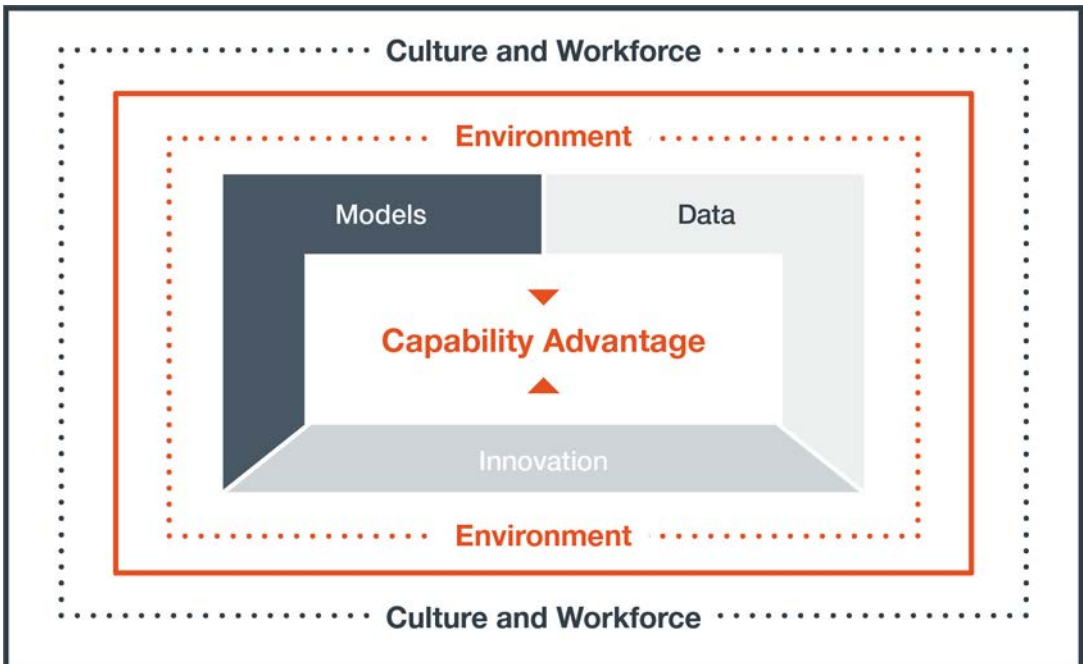 Culture and Workforce
Environment
Models
Data
Capability Advantage
Innovation
Environment
Culture and Workforce